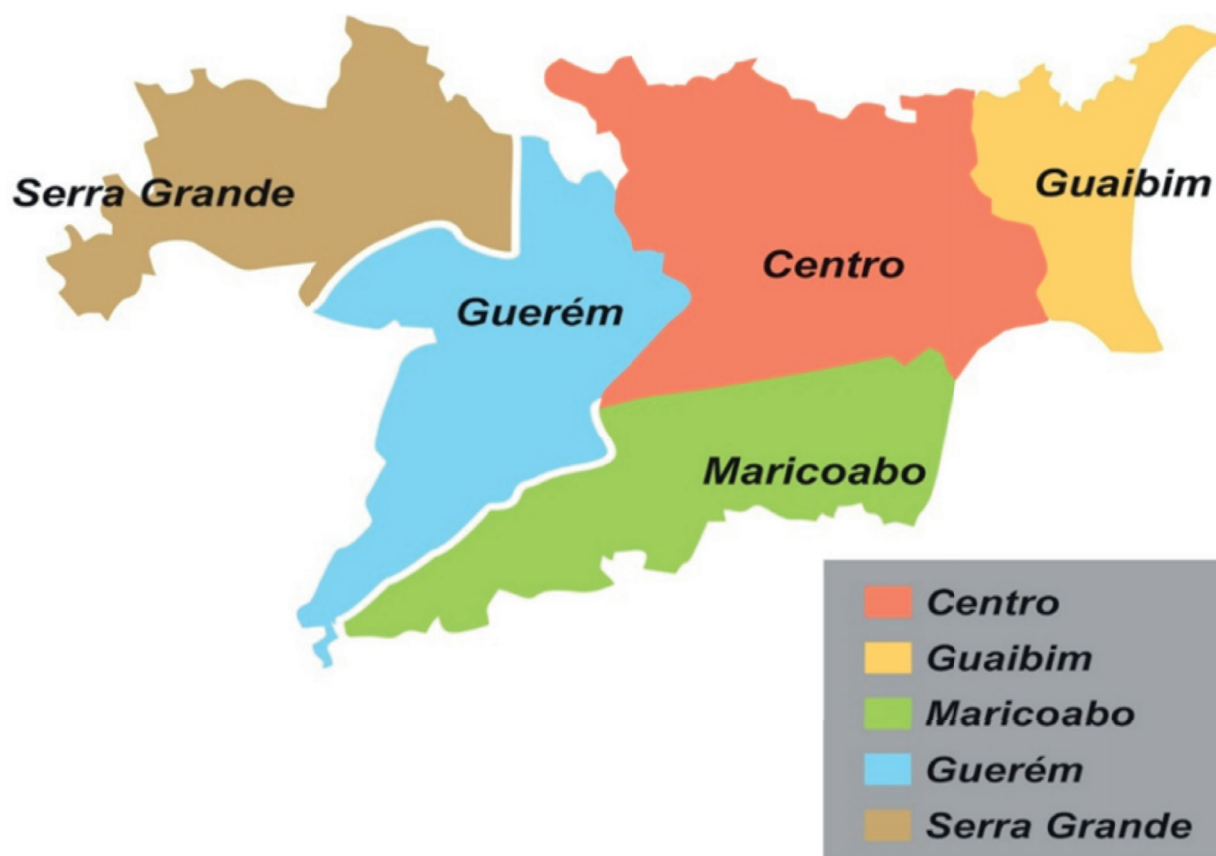 Serra Grande
Guaibim
Centro
Guerém
Maricoabo
Centro
Guaibim
Maricoabo
Guerém
Serra Grande